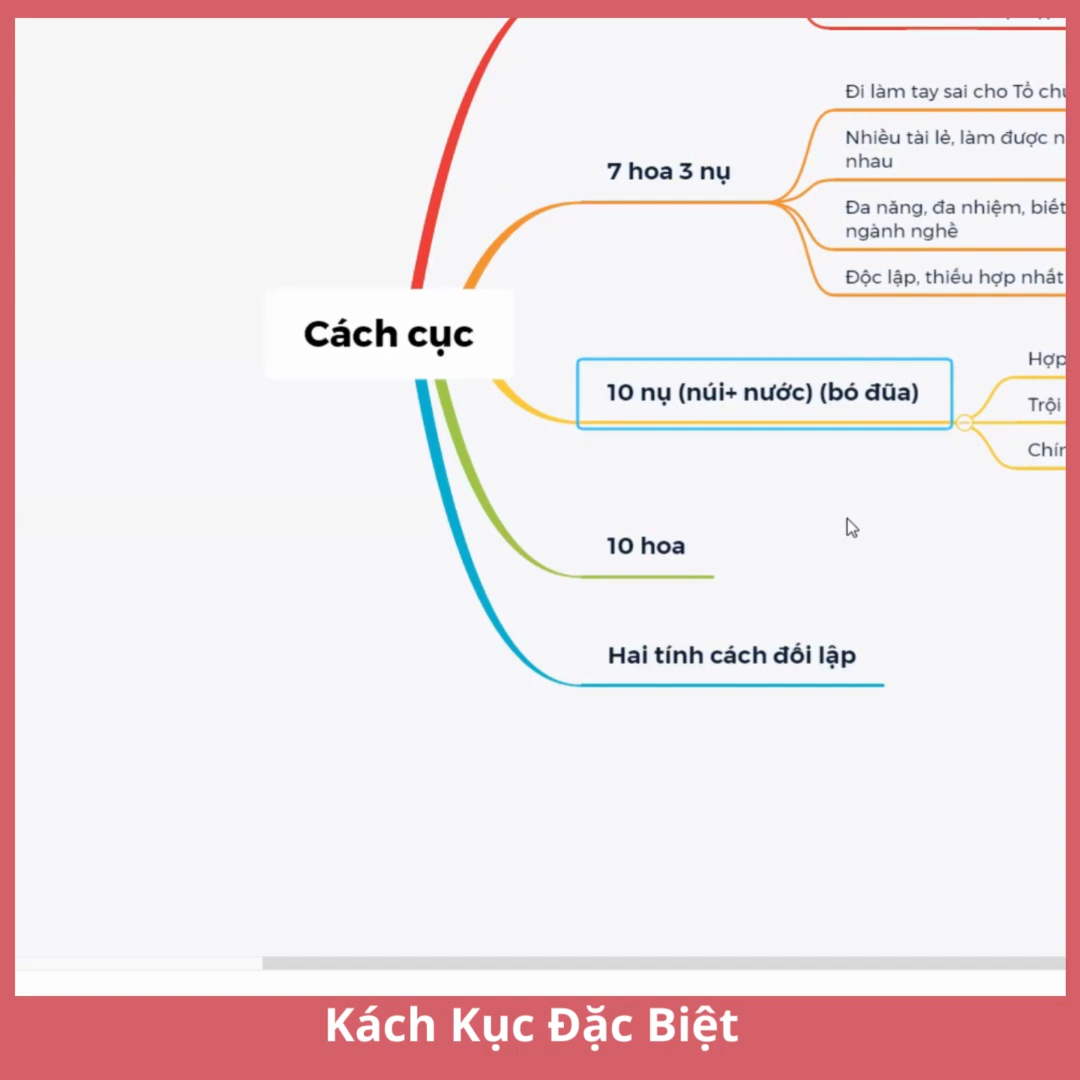 Đi làm tay sai cho Tổ
Nhiều tài lẻ, làm được
nhau
7 hoa 3 nụ
Đa năng, đa nhiệm, biết
ngành nghề
Độc lập, thiếu hợp nhất
Cách cục
Hợp
10 nụ (núi+ nước) (bó đũa)
Trội
10 hoa
Hai tính cách đối lập
Kách Kục Đặc Biệt